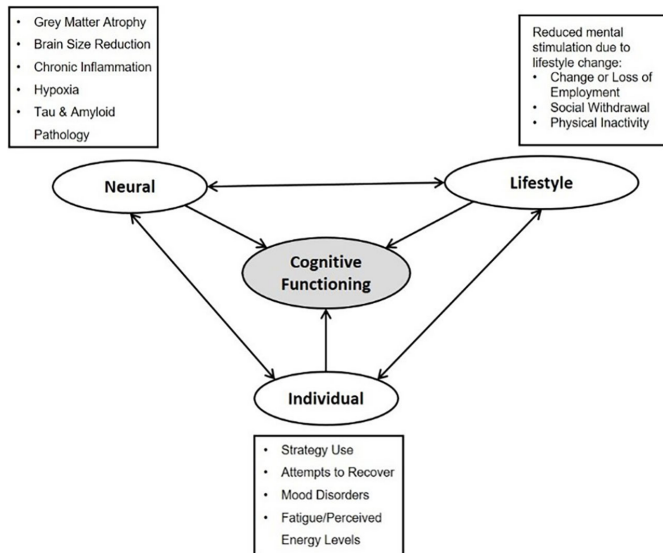 • Grey Matter Atrophy
• Brain Size Reduction
• Chronic Inflammation
• Hypoxia
• Tau & Amyloid
Pathology
Reduced mental
stimulation due to
lifestyle change:
• Change or Loss of
Employment
• Social Withdrawal
• Physical Inactivity
Neural
Lifestyle
Cognitive
Functioning
Individual
• Strategy Use
• Attempts to Recover
• Mood Disorders
• Fatigue/Perceived
Energy Levels